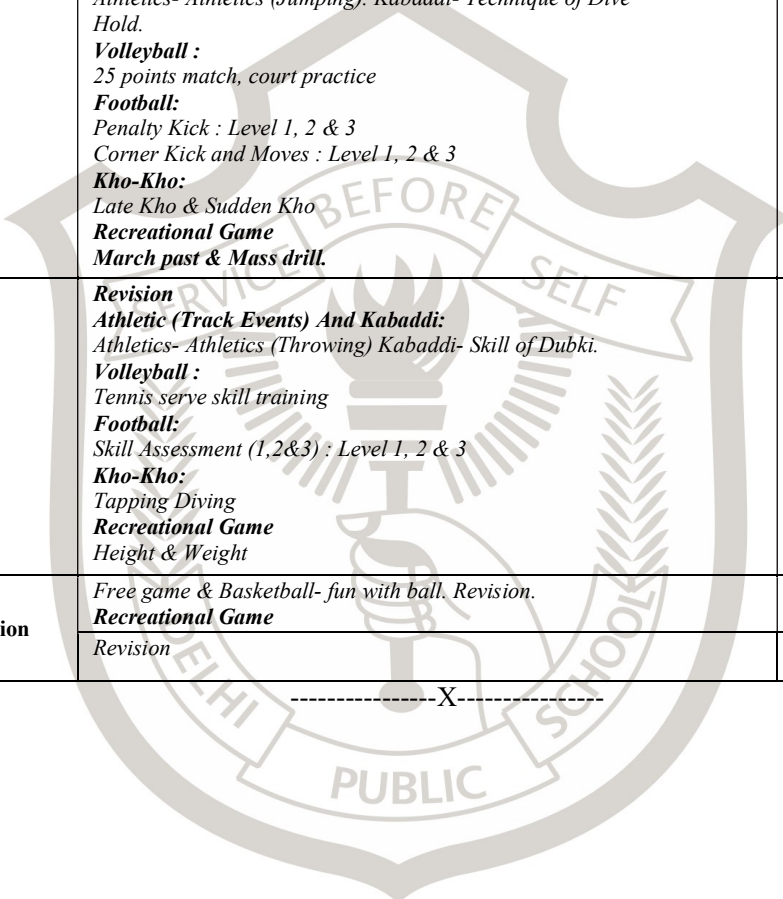 Athletics- Athletics (Jumping). Kabaddi- Technique of Dive
Hold.
Volleyball :
25 points match, court practice
Football:
Penalty Kick : Level 1, 2 & 3
Corner Kick and Moves : Level 1, 2 & 3
Kho-Kho:
Late Kho & Sudden Kho
Recreational Game
March past & Mass drill.
Revision
Athletic (Track Events) And Kabaddi:
Athletics- Athletics (Throwing) Kabaddi- Skill of Dubki.
Volleyball :
Tennis serve skill training
Football:
Skill Assessment (1,2&3) : Level 1, 2 & 3
Kho-Kho:
Tapping Diving
Recreational Game
Height & Weight
ion
Free game & Basketball- fun with ball. Revision.
Recreational Game
Revision
----------------X----------------
SERVICE BEFORE SELF
DELHI PUBLIC SCHOOL